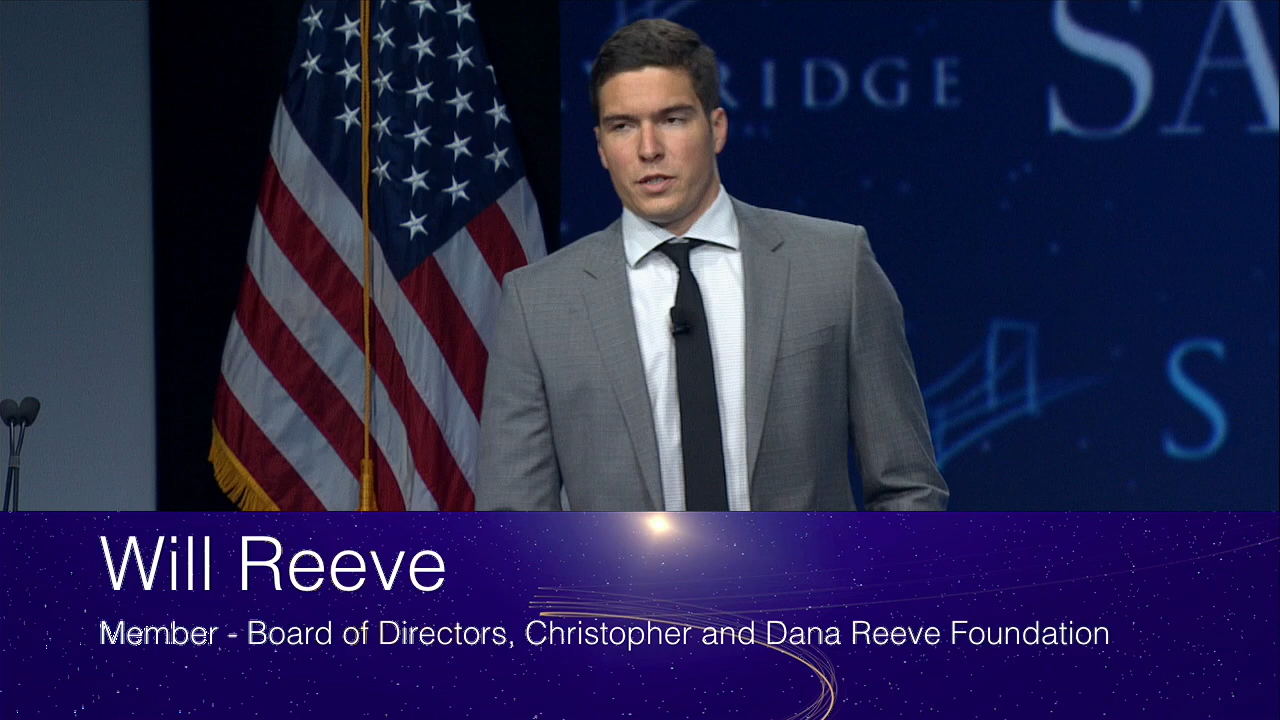 RIDGE
SA
S
Will Reeve
Member - Board of Directors, Christopher and Dana Reeve Foundation